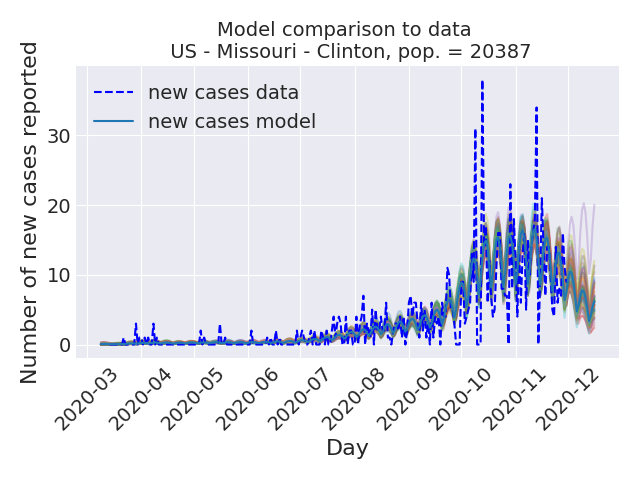 Model comparison to data
US - Missouri - Clinton, pop. = 20387
Number of new cases reported
new cases data
new cases model
30
20
10
0
2020-03
2020-04
2020-05
2020-06
2020-07
2020-08
2020-09
2020-10
2020-11
2020-12
Day